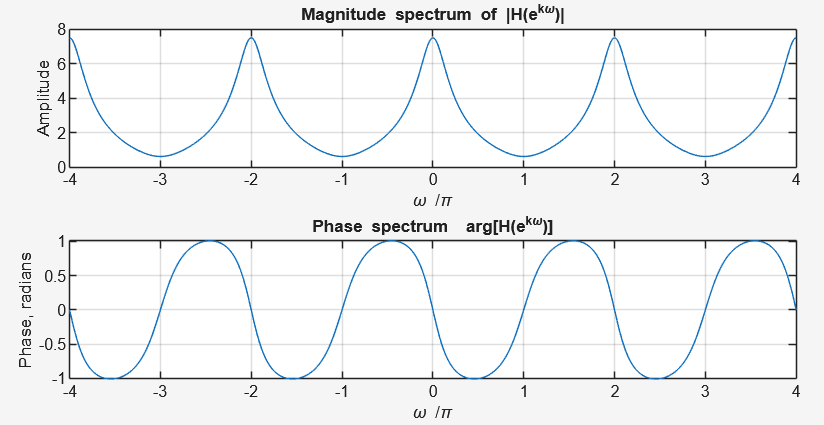 Magnitude spectrum of |H(e^kω)|
8
6
4
2
0
Amplitude
-4 -3 -2 -1 0 1 2 3 4
ω /π
Phase spectrum arg[H(e^kω)]
1
0.5
0
-0.5
-1
Phase, radians
-4 -3 -2 -1 0 1 2 3 4
ω /π